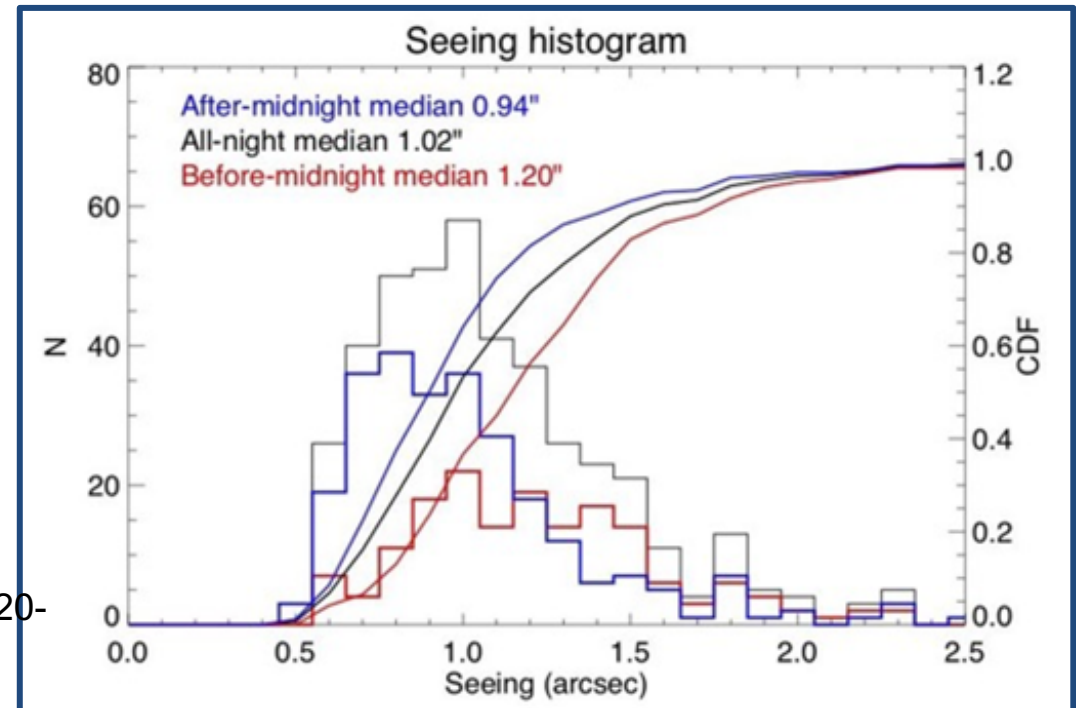 Seeing histogram
After-midnight median 0.94"
All-night median 1.02"
Before-midnight median 1.20"
80
60
40
20
0
N
1.2
1.0
0.8
0.6
0.4
0.2
0.0
CDF
20-
0.0 0.5 1.0 1.5 2.0 2.5
Seeing (arcsec)